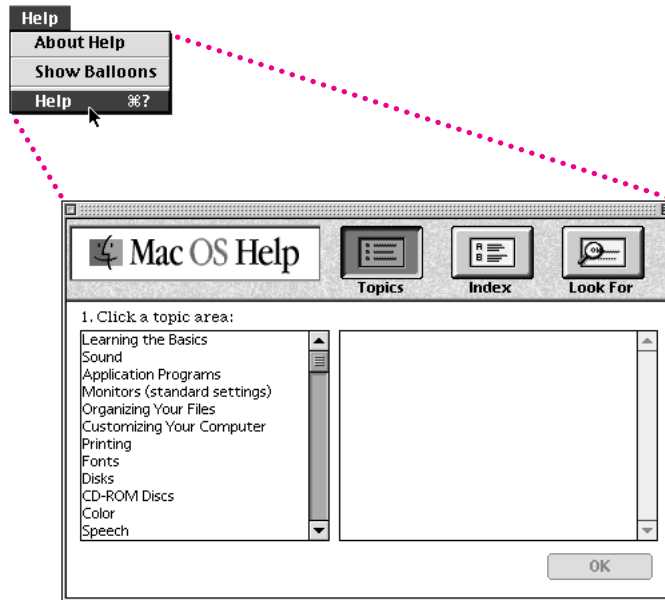 Help
About Help
Show Balloons
Help ⌘?
Mac OS Help
Topics
Index
Look For
1. Click a topic area:
Learning the Basics
Sound
Application Programs
Monitors (standard settings)
Organizing Your Files
Customizing Your Computer
Printing
Fonts
Disks
CD-ROM Discs
Color
Speech
OK